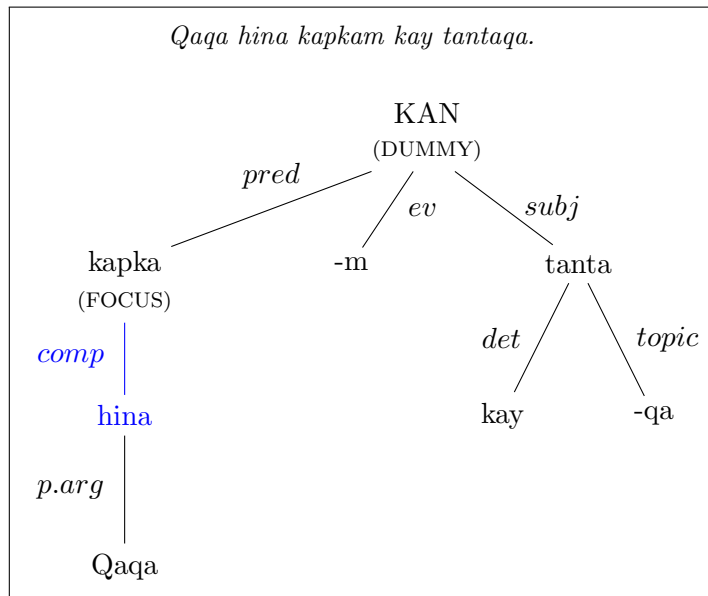 Qaqa hina kapkam kay tantaqa.
KAN
(DUMMY)
pred
ev
subj
kapka
-m
tanta
(FOCUS)
comp
det
topic
hina
kay
-qa
p.arg
Qaqa